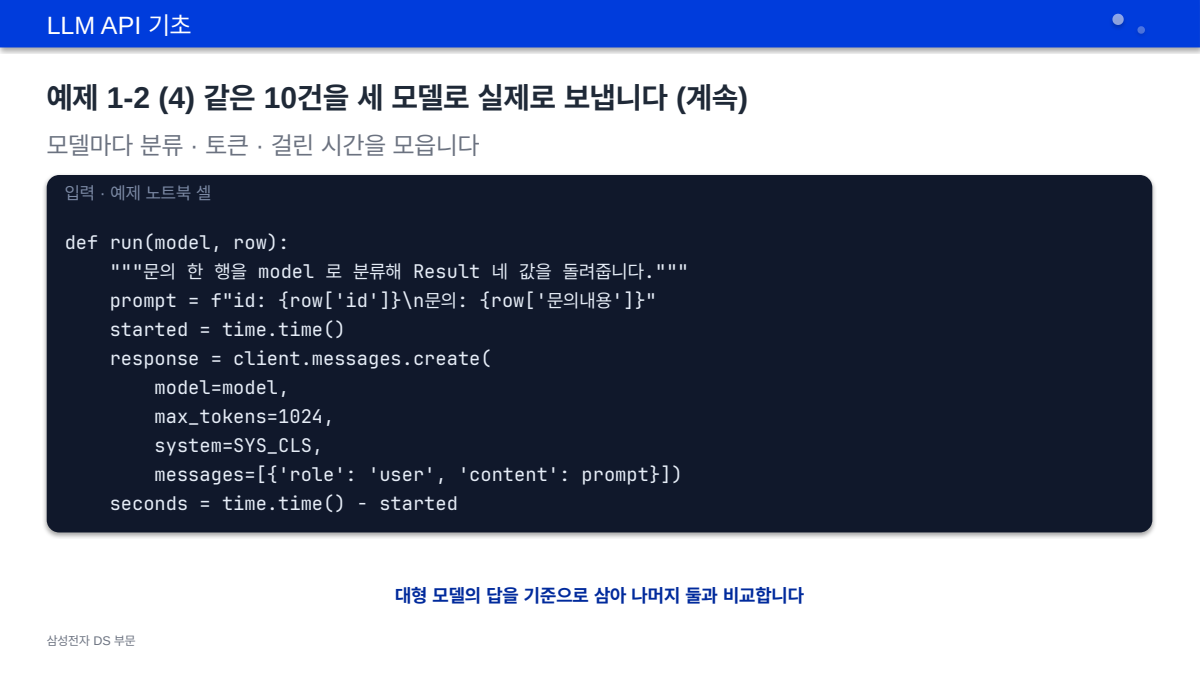 LLM API 기초
예제 1-2 (4) 같은 10건을 세 모델로 실제로 보냅니다 (계속)
모델마다 분류 · 토큰 · 걸린 시간을 모읍니다
입력 · 예제 노트북 셀
def run(model, row):
    """문의 한 행을 model 로 분류해 Result 네 값을 돌려줍니다."""
    prompt = f"id: {row['id']}\n문의: {row['문의내용']}"
    started = time.time()
    response = client.messages.create(
        model=model,
        max_tokens=1024,
        system=SYS_CLS,
        messages=[{'role': 'user', 'content': prompt}])
    seconds = time.time() - started
대형 모델의 답을 기준으로 삼아 나머지 둘과 비교합니다
삼성전자 DS 부문